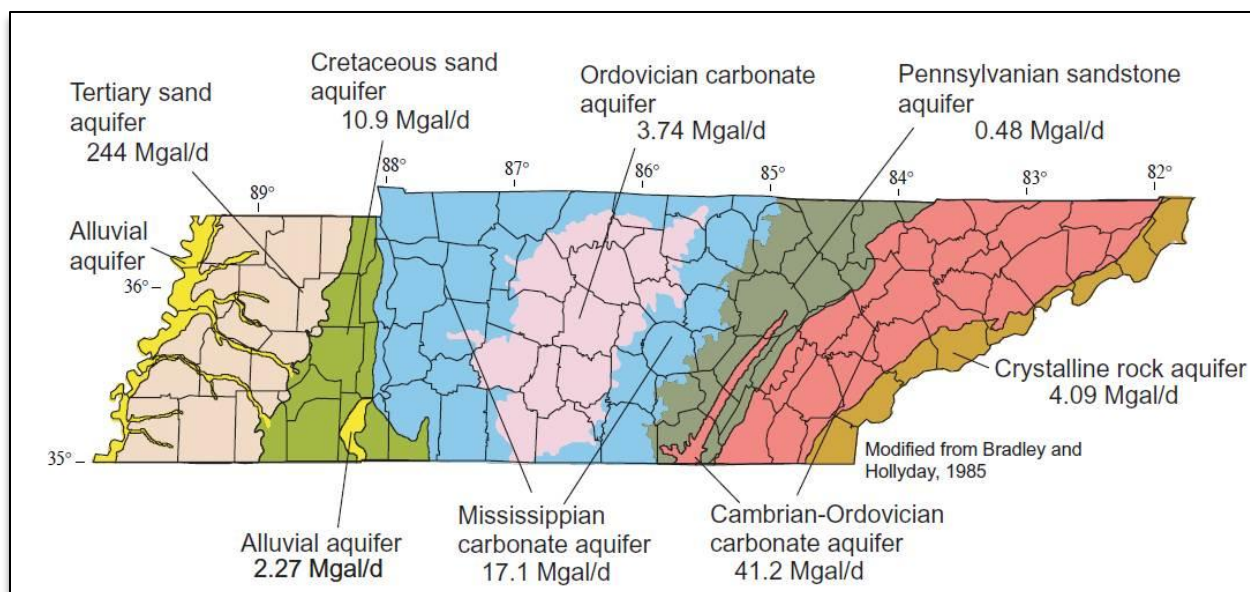 Tertiary sand
aquifer
244 Mgal/d
Cretaceous sand
aquifer
10.9 Mgal/d
Ordovician carbonate
aquifer
3.74 Mgal/d
Pennsylvanian sandstone
aquifer
0.48 Mgal/d
89°
88°
87°
86°
85°
84°
83°
82°
Alluvial
aquifer
36°
35°
Crystalline rock aquifer
4.09 Mgal/d
Modified from Bradley and
Hollyday, 1985
Alluvial aquifer
2.27 Mgal/d
Mississippian
carbonate aquifer
17.1 Mgal/d
Cambrian-Ordovician
carbonate aquifer
41.2 Mgal/d